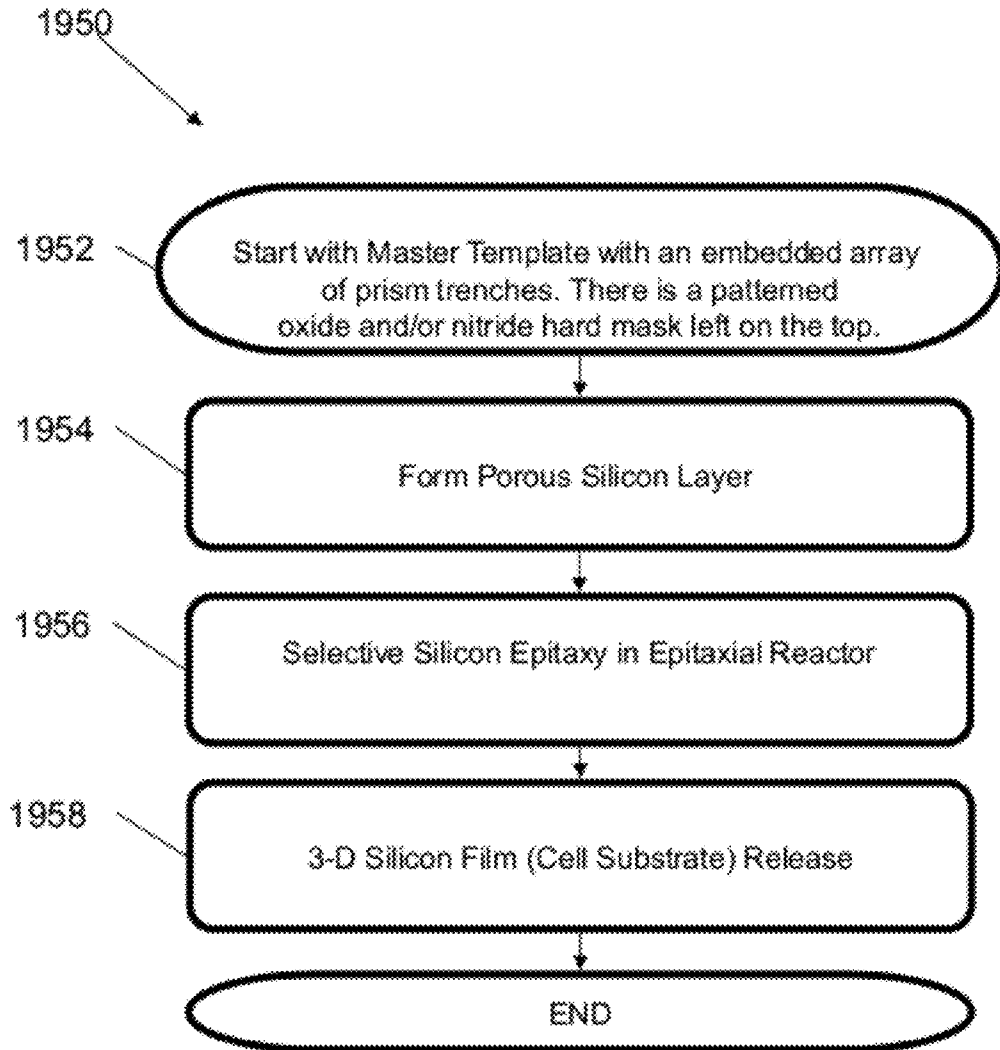 1950
1952
Start with Master Template with an embedded array
of prism trenches. There is a patterned
oxide and/or nitride hard mask left on the top.
1954
Form Porous Silicon Layer
1956
Selective Silicon Epitaxy in Epitaxial Reactor
1958
3-D Silicon Film (Cell Substrate) Release
END